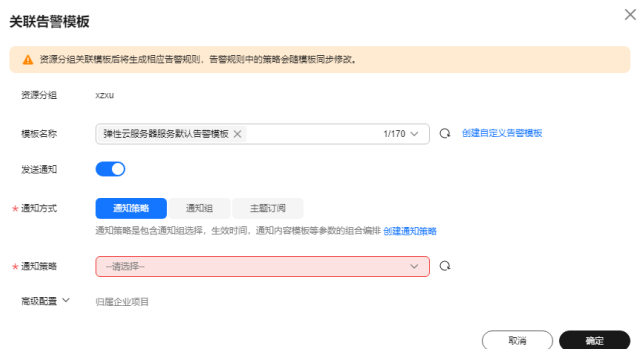 关联告警模板
资源分组关联模板后将生成相应告警规则，告警规则中的策略会随模板同步修改。
资源分组 xzxu
模板名称 弹性云服务器服务默认告警模板 1/170 创建自定义告警模板
发送通知
* 通知方式 通知策略 通知组 主题订阅
通知策略是包含通知组选择，生效时间，通知内容模板等参数的组合编排 创建通知策略
* 通知策略 --请选择--
高级配置 归属企业项目
取消 确定